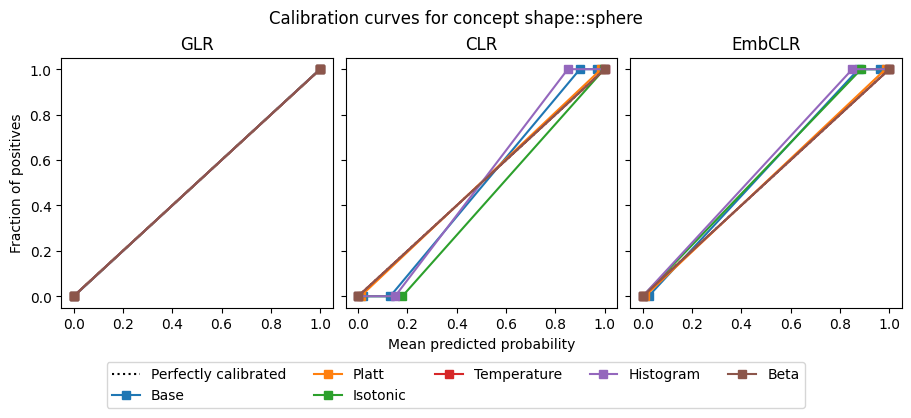 Calibration curves for concept shape::sphere
GLR
CLR
EmbCLR
Fraction of positives
1.0
0.8
0.6
0.4
0.2
0.0
0.0 0.2 0.4 0.6 0.8 1.0
0.0 0.2 0.4 0.6 0.8 1.0
0.0 0.2 0.4 0.6 0.8 1.0
Mean predicted probability
Perfectly calibrated
Base
Platt
Isotonic
Temperature
Histogram
Beta